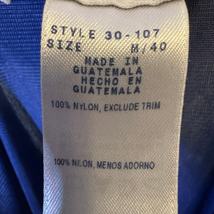 STYLE 30-107
SIZE M/40
MADE IN
GUATEMALA
HECHO EN
GUATEMALA
100% NYLON, EXCLUDE TRIM
100% NILON, MENOS ADORNO